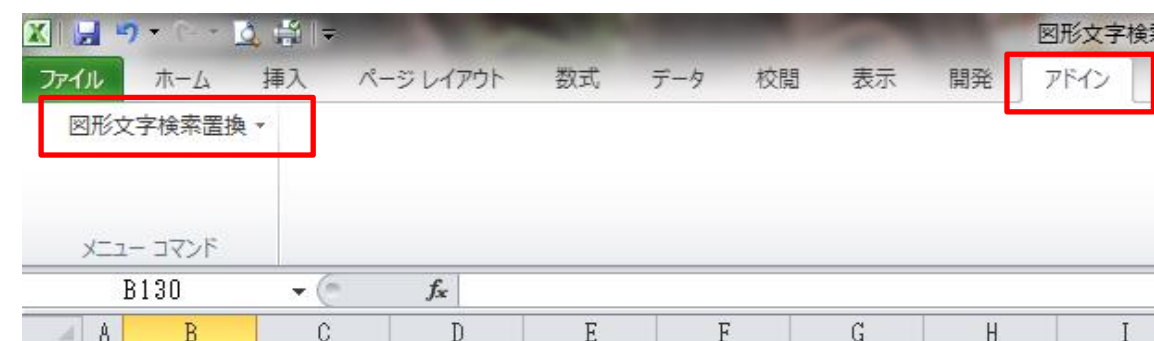 図形文字検
ファイル ホーム 挿入 ページ レイアウト 数式 データ 校閲 表示 開発 アドイン
図形文字検索置換
メニュー コマンド
B130 fx
A B C D E F G H I